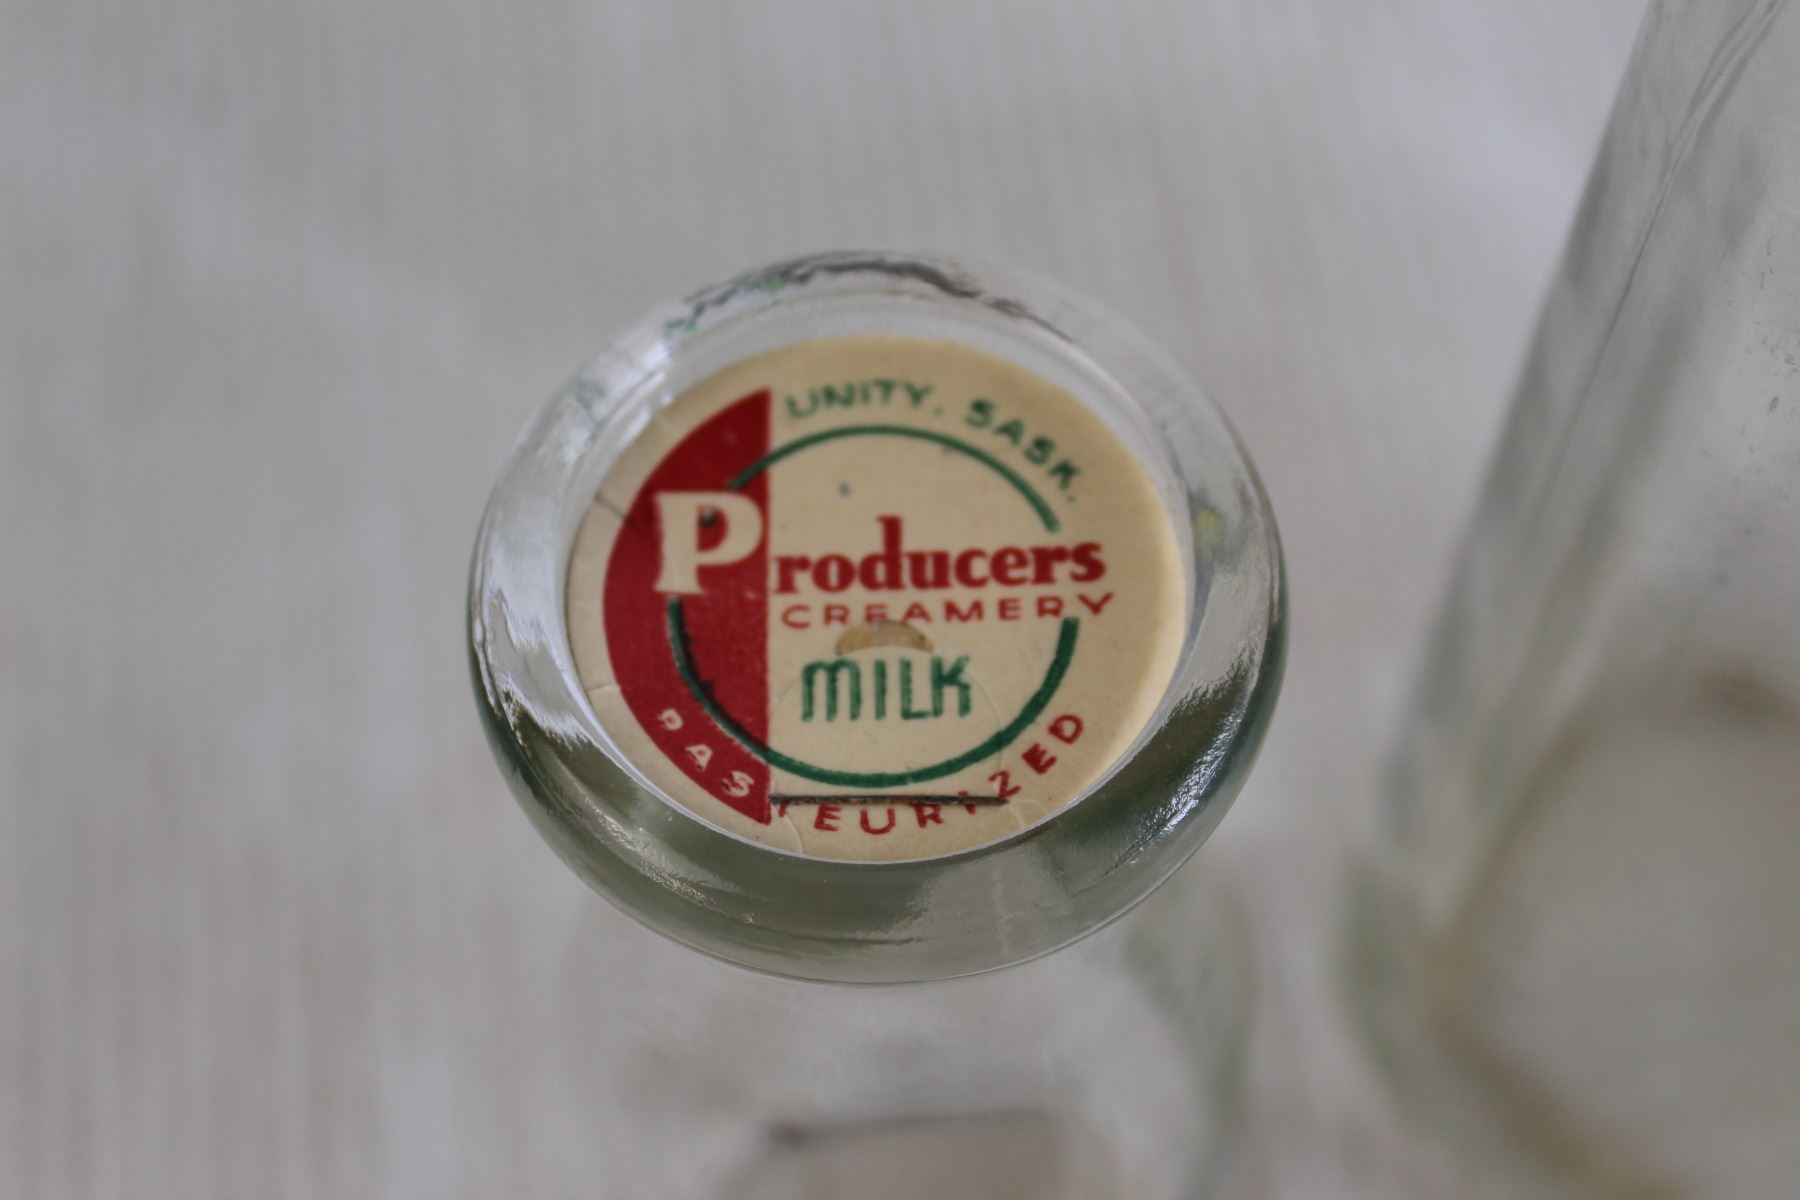 UNITY, SASK.
Producers
CREAMERY
MILK
PASTEURIZED